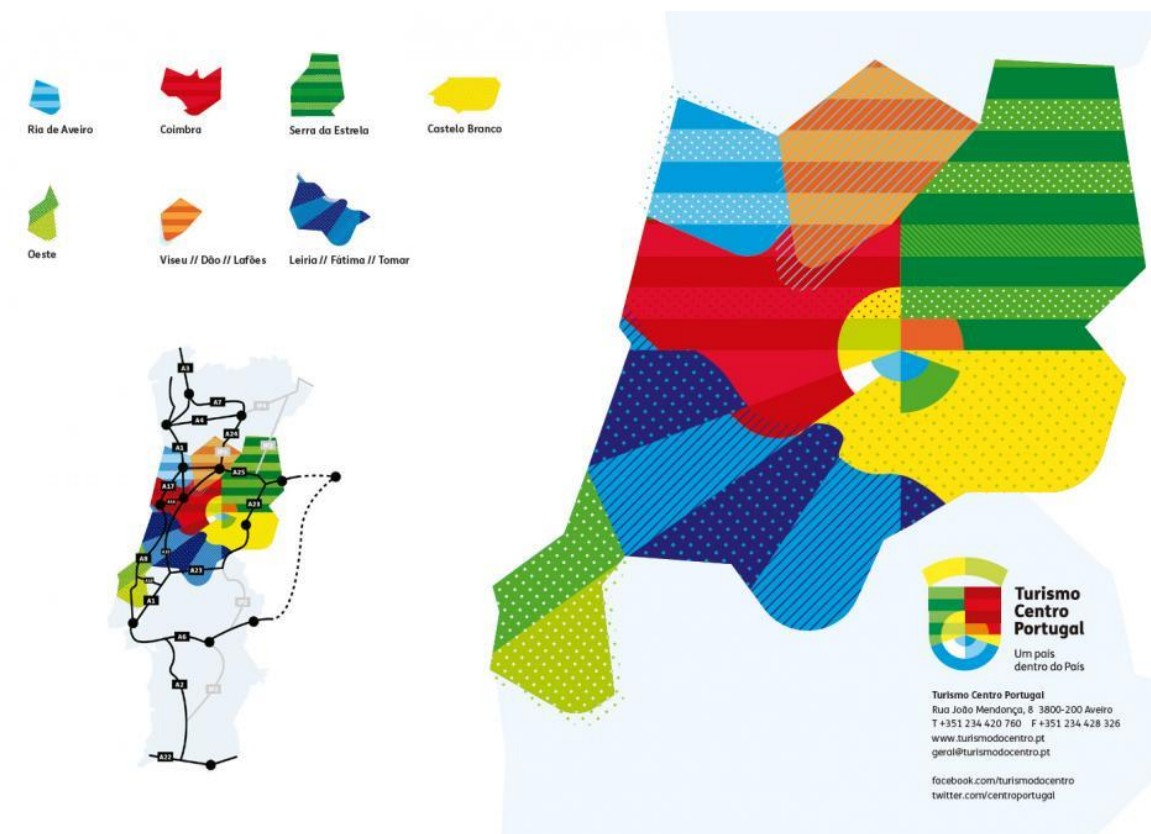 Ria de Aveiro
Coimbra
Serra da Estrela
Castelo Branco
Oeste
Viseu // Dão // Lafões
Leiria // Fátima // Tomar
A3
A7
A4
A24
A1
A25
A17
A23
A8
A23
A1
A6
A2
A22
Turismo
Centro
Portugal
Um país
dentro do País
Turismo Centro Portugal
Rua João Mendonça, 8 3800-200 Aveiro
T +351 234 420 760 F +351 234 428 326
www.turismodocentro.pt
geral@turismodocentro.pt
facebook.com/turismodocentro
twitter.com/centroportugal